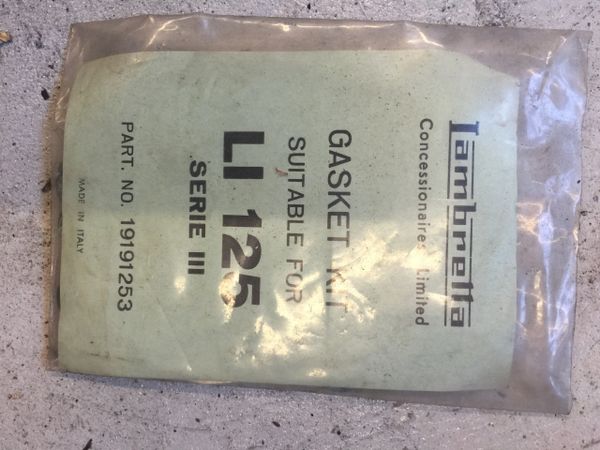 Lambretta
Concessionaires Limited
GASKET KIT
SUITABLE FOR
LI 125
SERIE III
PART. NO. 19191253
MADE IN ITALY